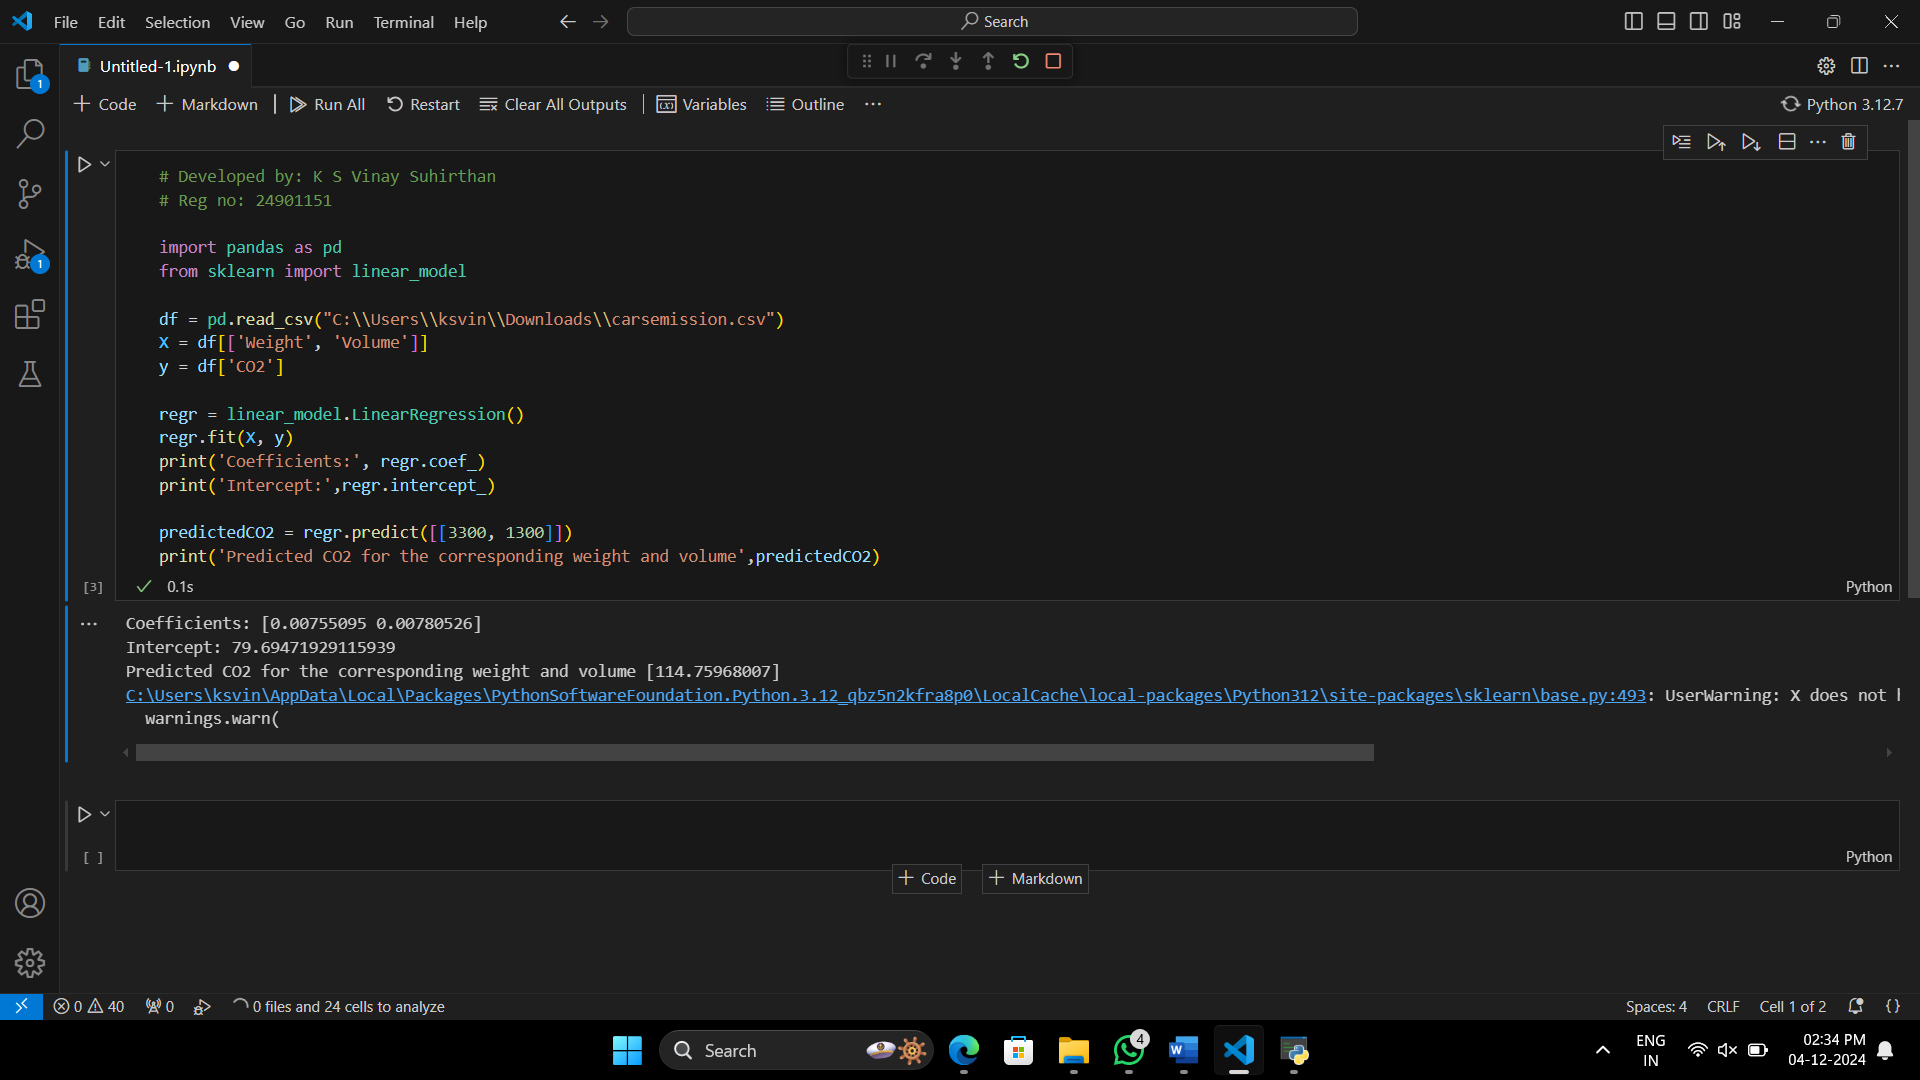 File Edit Selection View Go Run Terminal Help
Search
1
Untitled-1.ipynb
Code Markdown Run All Restart Clear All Outputs Variables Outline
Python 3.12.7
# Developed by: K S Vinay Suhirthan
# Reg no: 24901151
import pandas as pd
from sklearn import linear_model
df = pd.read_csv("C:\\Users\\ksvin\\Downloads\\carsemission.csv")
X = df[['Weight', 'Volume']]
y = df['CO2']
regr = linear_model.LinearRegression()
regr.fit(X, y)
print('Coefficients:', regr.coef_)
print('Intercept:',regr.intercept_)
predictedCO2 = regr.predict([[3300, 1300]])
print('Predicted CO2 for the corresponding weight and volume',predictedCO2)
[3] 0.1s Python
Coefficients: [0.00755095 0.00780526]
Intercept: 79.69471929115939
Predicted CO2 for the corresponding weight and volume [114.75968007]
C:\Users\ksvin\AppData\Local\Packages\PythonSoftwareFoundation.Python.3.12_qbz5n2kfra8p0\LocalCache\local-packages\Python312\site-packages\sklearn\base.py:493: UserWarning: X does not
warnings.warn(
1
[ ] Python
Code Markdown
0 40 0 0 files and 24 cells to analyze Spaces: 4 CRLF Cell 1 of 2 {}
Search
4
ENG
IN
02:34 PM
04-12-2024